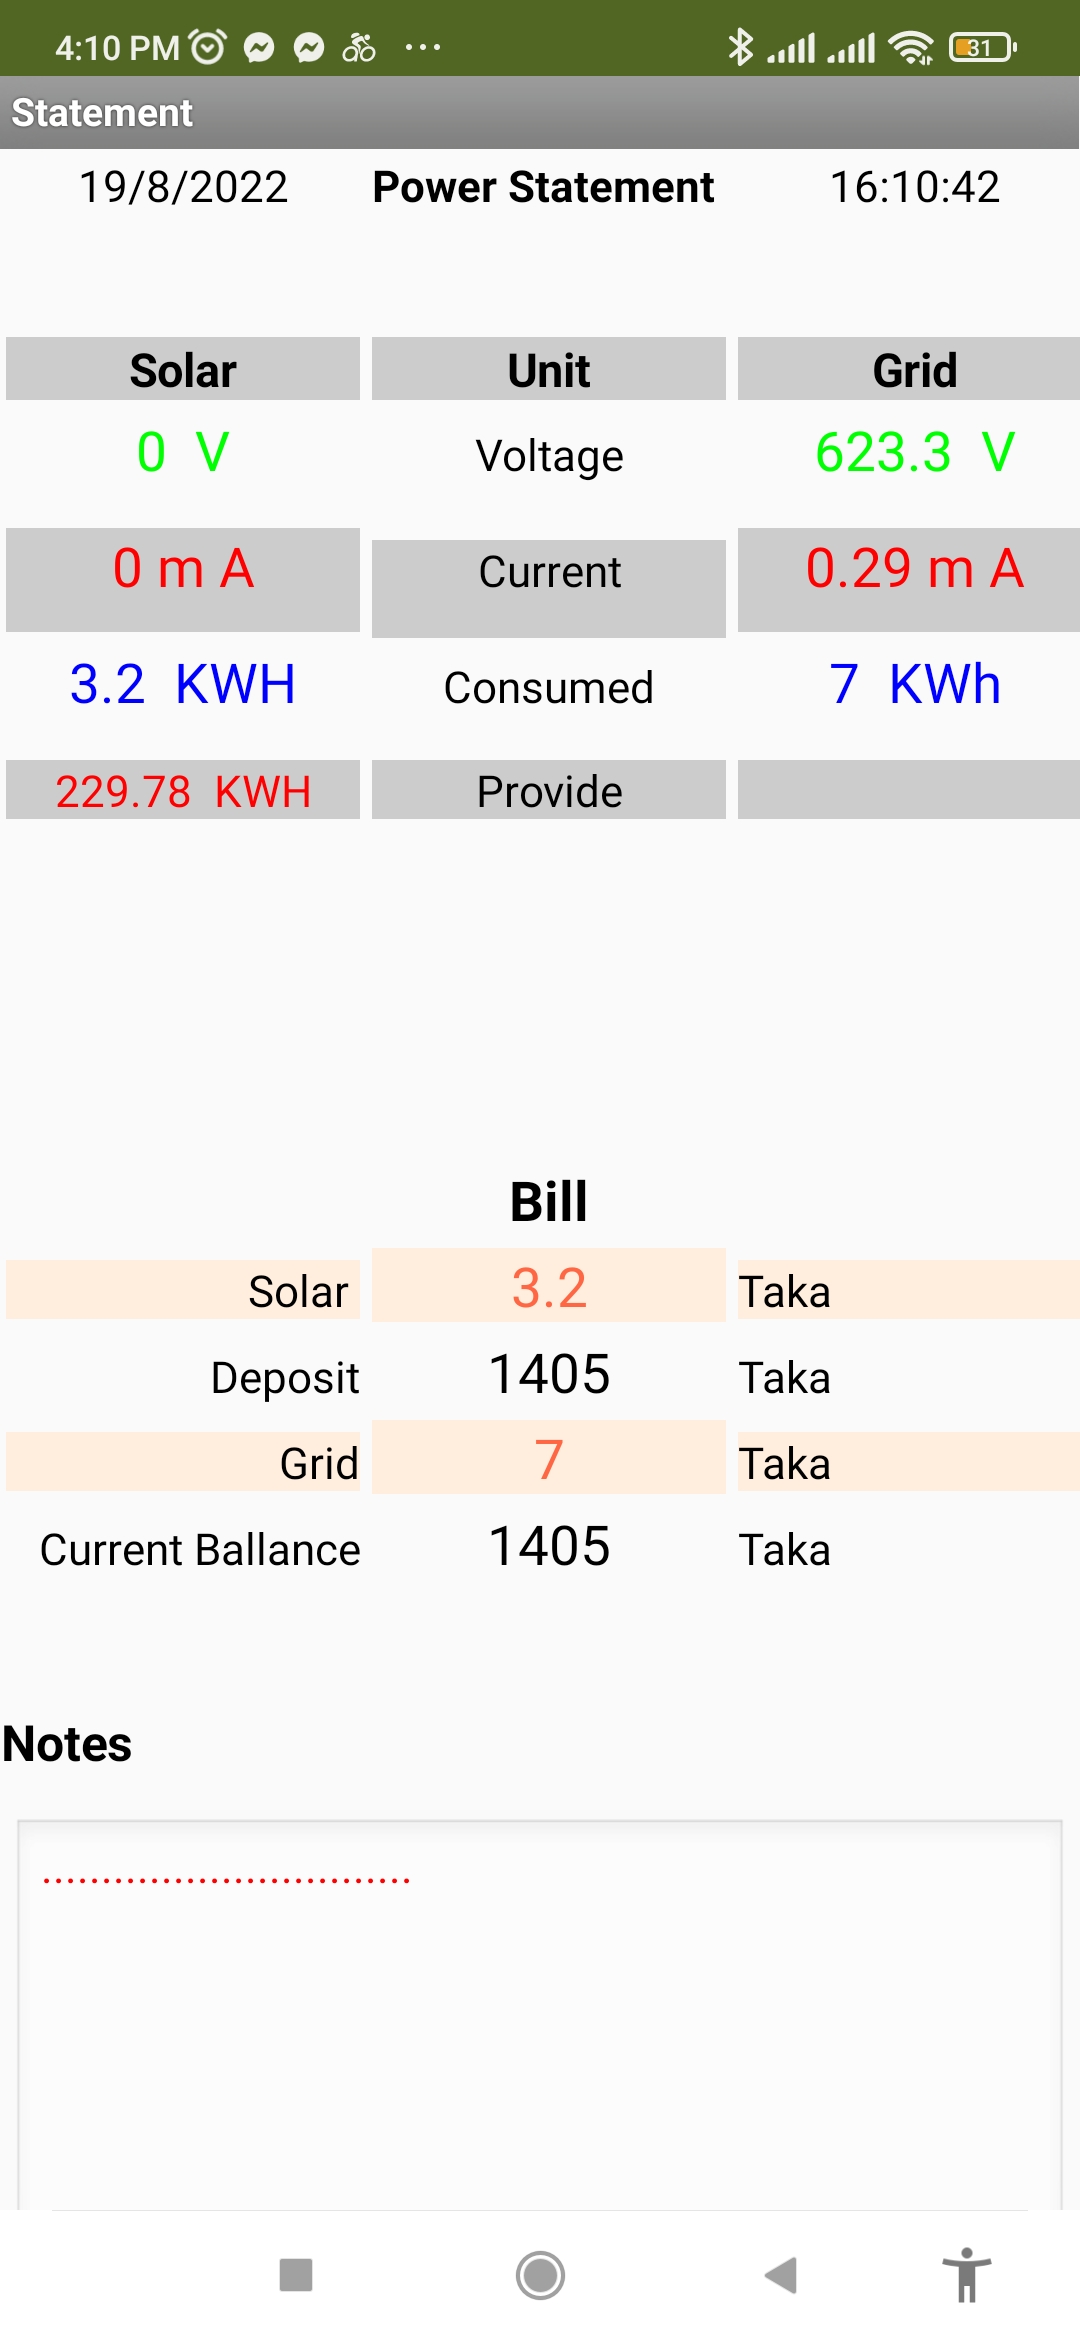 4:10 PM ... 31
Statement
19/8/2022 Power Statement 16:10:42
Solar Unit Grid
0 V Voltage 623.3 V
0 m A Current 0.29 m A
3.2 KWH Consumed 7 KWh
229.78 KWH Provide
Bill
Solar 3.2 Taka
Deposit 1405 Taka
Grid 7 Taka
Current Ballance 1405 Taka
Notes
...............................